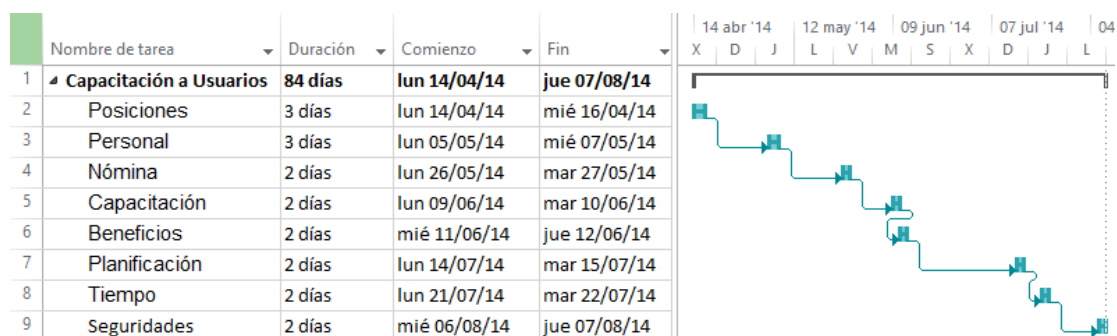 14 abr '14 12 may '14 09 jun '14 07 jul '14 04
Nombre de tarea Duración Comienzo Fin X D J L V M S X D J L
1 Capacitación a Usuarios 84 días lun 14/04/14 jue 07/08/14
2 Posiciones 3 días lun 14/04/14 mié 16/04/14
3 Personal 3 días lun 05/05/14 mié 07/05/14
4 Nómina 2 días lun 26/05/14 mar 27/05/14
5 Capacitación 2 días lun 09/06/14 mar 10/06/14
6 Beneficios 2 días mié 11/06/14 jue 12/06/14
7 Planificación 2 días lun 14/07/14 mar 15/07/14
8 Tiempo 2 días lun 21/07/14 mar 22/07/14
9 Seguridades 2 días mié 06/08/14 jue 07/08/14